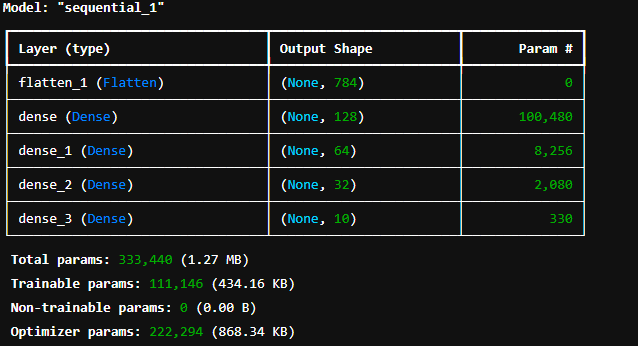 Model: "sequential_1"
Layer (type) Output Shape Param #
flatten_1 (Flatten) (None, 784) 0
dense (Dense) (None, 128) 100,480
dense_1 (Dense) (None, 64) 8,256
dense_2 (Dense) (None, 32) 2,080
dense_3 (Dense) (None, 10) 330
Total params: 333,440 (1.27 MB)
Trainable params: 111,146 (434.16 KB)
Non-trainable params: 0 (0.00 B)
Optimizer params: 222,294 (868.34 KB)